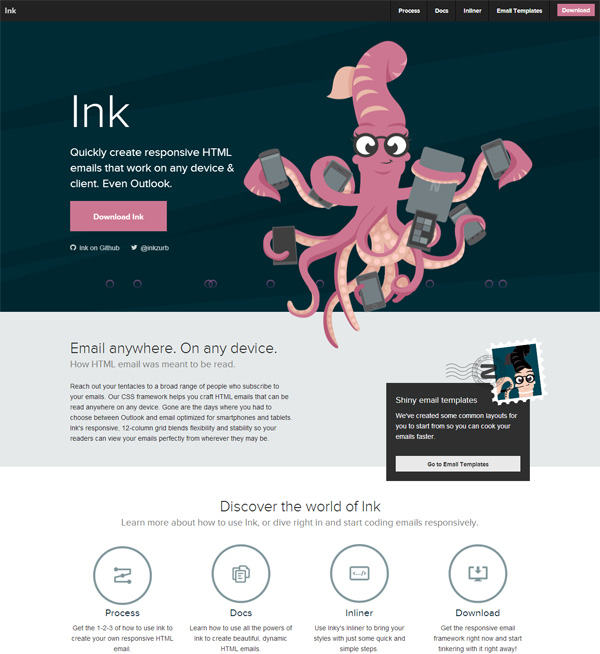 Ink
Process Docs Inliner Email Templates Download
Ink
Quickly create responsive HTML
emails that work on any device &
client. Even Outlook.
Download Ink
Ink on Github @inkzurb
Email anywhere. On any device.
How HTML email was meant to be read.
Reach out your tentacles to a broad range of people who subscribe to
your emails. Our CSS framework helps you craft HTML emails that can be
read anywhere on any device. Gone are the days where you had to
choose between Outlook and email optimized for smartphones and tablets.
Ink's responsive, 12-column grid blends flexibility and stability so your
readers can view your emails perfectly from wherever they may be.
Shiny email templates
We've created some common layouts for
you to start from so you can cook your
emails faster.
Go to Email Templates
Discover the world of Ink
Learn more about how to use Ink, or dive right in and start coding emails responsively.
Process
Get the 1-2-3 of how to use Ink to
create your own responsive HTML
email.
Docs
Learn how to use all the powers of
Ink to create beautiful, dynamic
HTML emails.
Inliner
Use Inky's inliner to bring your
styles with just some quick and
simple steps.
Download
Get the responsive email
framework right now and start
tinkering with it right away!